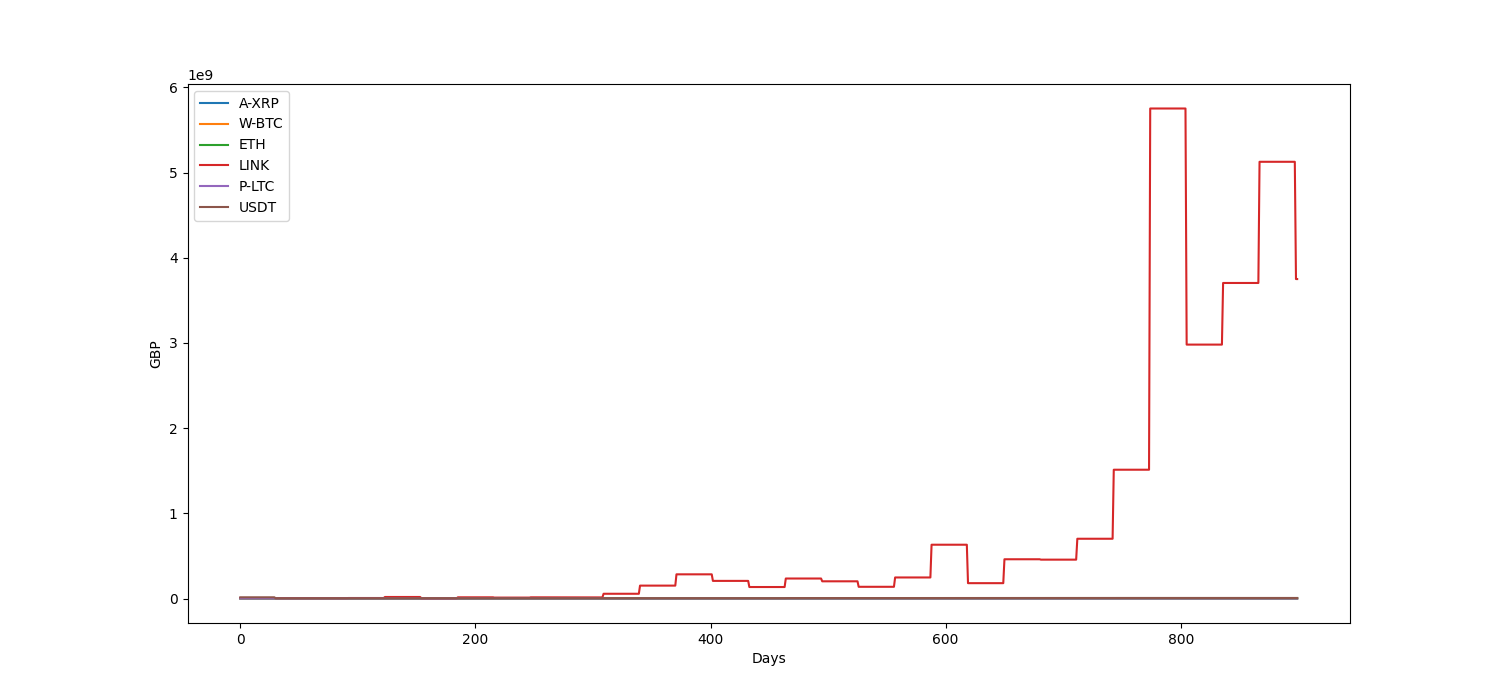 1e9
6
5
4
3
2
1
0
GBP
A-XRP
W-BTC
ETH
LINK
P-LTC
USDT
0 200 400 600 800
Days